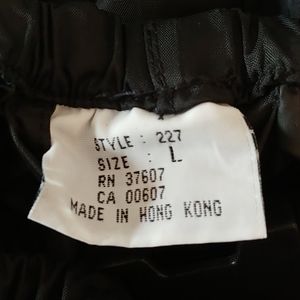 STYLE : 227
SIZE : L
RN 37607
CA 00607
MADE IN HONG KONG